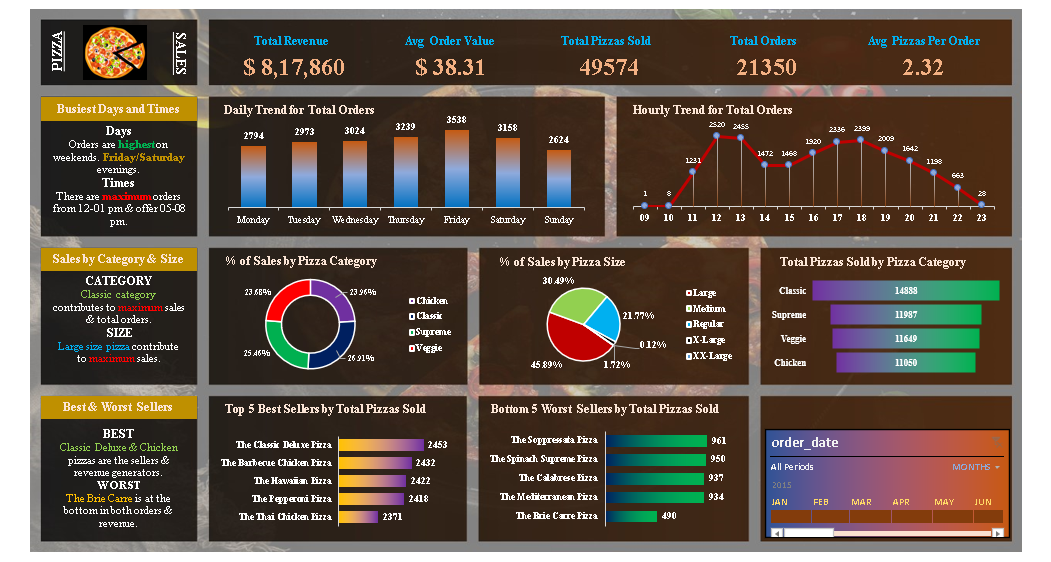 PIZZA
SALES
Total Revenue
$ 8,17,860
Avg Order Value
$ 38.31
Total Pizzas Sold
49574
Total Orders
21350
Avg Pizzas Per Order
2.32
Busiest Days and Times
Days
Orders are highest on
weekends. Friday/Saturday
evenings.
Times
There are maximum orders
from 12-01 pm & offer 05-08
pm.
Daily Trend for Total Orders
2794
2973
3024
3239
3538
3158
2624
Monday
Tuesday
Wednesday
Thursday
Friday
Saturday
Sunday
Hourly Trend for Total Orders
1
8
1231
2520
2455
1472
1468
1920
2336
2399
2009
1642
1198
663
28
09
10
11
12
13
14
15
16
17
18
19
20
21
22
23
Sales by Category & Size
CATEGORY
Classic category
contributes to maximum sales
& total orders.
SIZE
Large size pizza contribute
to maximum sales.
% of Sales by Pizza Category
23.68%
23.96%
25.46%
26.91%
Chicken
Classic
Supreme
Veggie
% of Sales by Pizza Size
30.49%
21.77%
0.12%
1.72%
45.89%
Large
Medium
Regular
X-Large
XX-Large
Total Pizzas Sold by Pizza Category
Classic
14888
Supreme
11987
Veggie
11649
Chicken
11050
Best & Worst Sellers
BEST
Classic Deluxe & Chicken
pizzas are the sellers &
revenue generators.
WORST
The Brie Carre is at the
bottom in both orders &
revenue.
Top 5 Best Sellers by Total Pizzas Sold
The Classic Deluxe Pizza
2453
The Barbecue Chicken Pizza
2432
The Hawaiian Pizza
2422
The Pepperoni Pizza
2418
The Thai Chicken Pizza
2371
Bottom 5 Worst Sellers by Total Pizzas Sold
The Soppressata Pizza
961
The Spinach Supreme Pizza
950
The Calabrese Pizza
937
The Mediterranean Pizza
934
The Brie Carre Pizza
490
order_date
All Periods
MONTHS
2015
JAN
FEB
MAR
APR
MAY
JUN